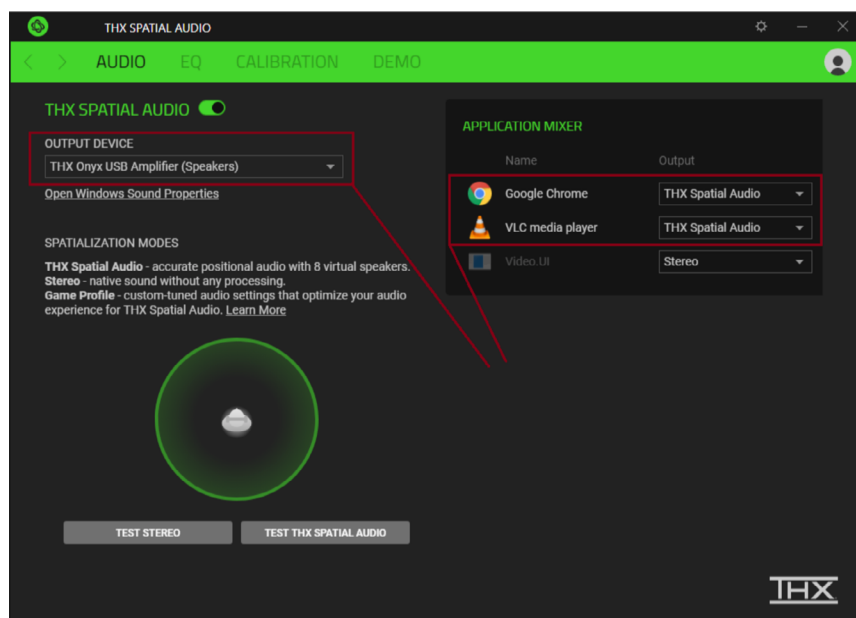 THX SPATIAL AUDIO
AUDIO EQ CALIBRATION DEMO
THX SPATIAL AUDIO
OUTPUT DEVICE
THX Onyx USB Amplifier (Speakers)
Open Windows Sound Properties
SPATIALIZATION MODES
THX Spatial Audio - accurate positional audio with 8 virtual speakers.
Stereo - native sound without any processing.
Game Profile - custom-tuned audio settings that optimize your audio
experience for THX Spatial Audio. Learn More
TEST STEREO TEST THX SPATIAL AUDIO
APPLICATION MIXER
Name Output
Google Chrome THX Spatial Audio
VLC media player THX Spatial Audio
Video.UI Stereo
THX